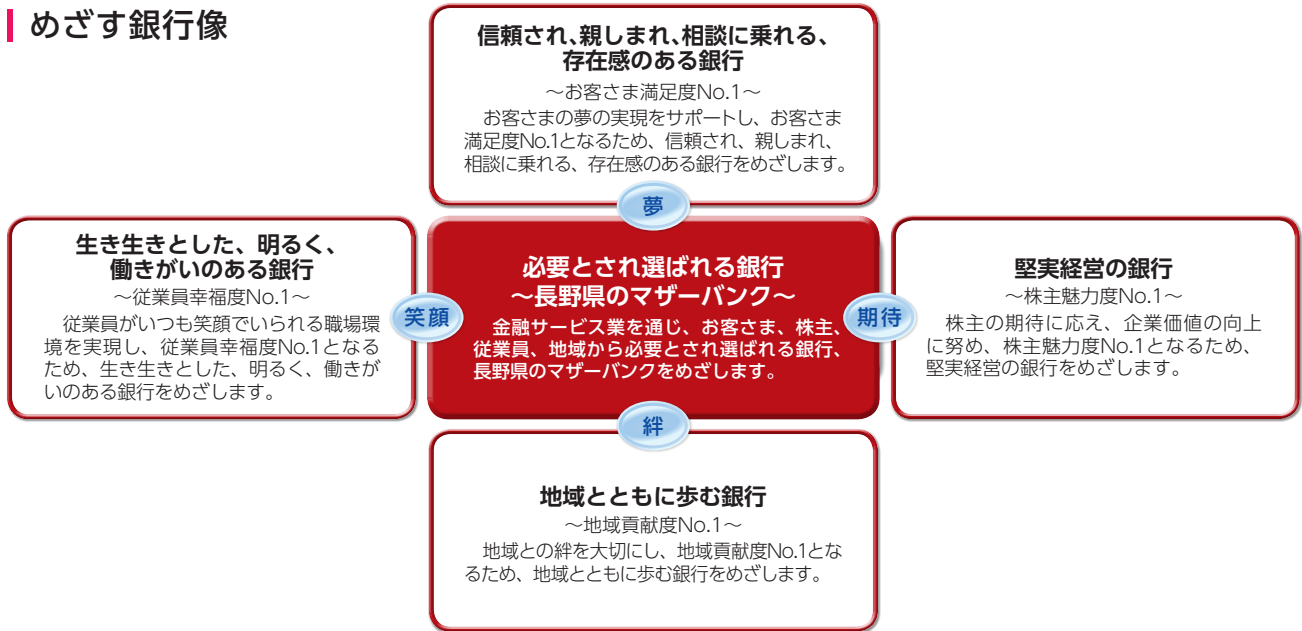 めざす銀行像
信頼され、親しまれ、相談に乗れる、
存在感のある銀行
～お客さま満足度No.1～
お客さまの夢の実現をサポートし、お客さま
満足度No.1となるため、信頼され、親しまれ、
相談に乗れる、存在感のある銀行をめざします。
夢
生き生きとした、明るく、
働きがいのある銀行
～従業員幸福度No.1～
従業員がいつも笑顔でいられる職場環
境を実現し、従業員幸福度No.1となる
ため、生き生きとした、明るく、働きが
いのある銀行をめざします。
笑顔
必要とされ選ばれる銀行
～長野県のマザーバンク～
金融サービス業を通じ、お客さま、株主、
従業員、地域から必要とされ選ばれる銀行、
長野県のマザーバンクをめざします。
期待
堅実経営の銀行
～株主魅力度No.1～
株主の期待に応え、企業価値の向上
に努め、株主魅力度No.1となるため、
堅実経営の銀行をめざします。
絆
地域とともに歩む銀行
～地域貢献度No.1～
地域との絆を大切にし、地域貢献度No.1とな
るため、地域とともに歩む銀行をめざします。